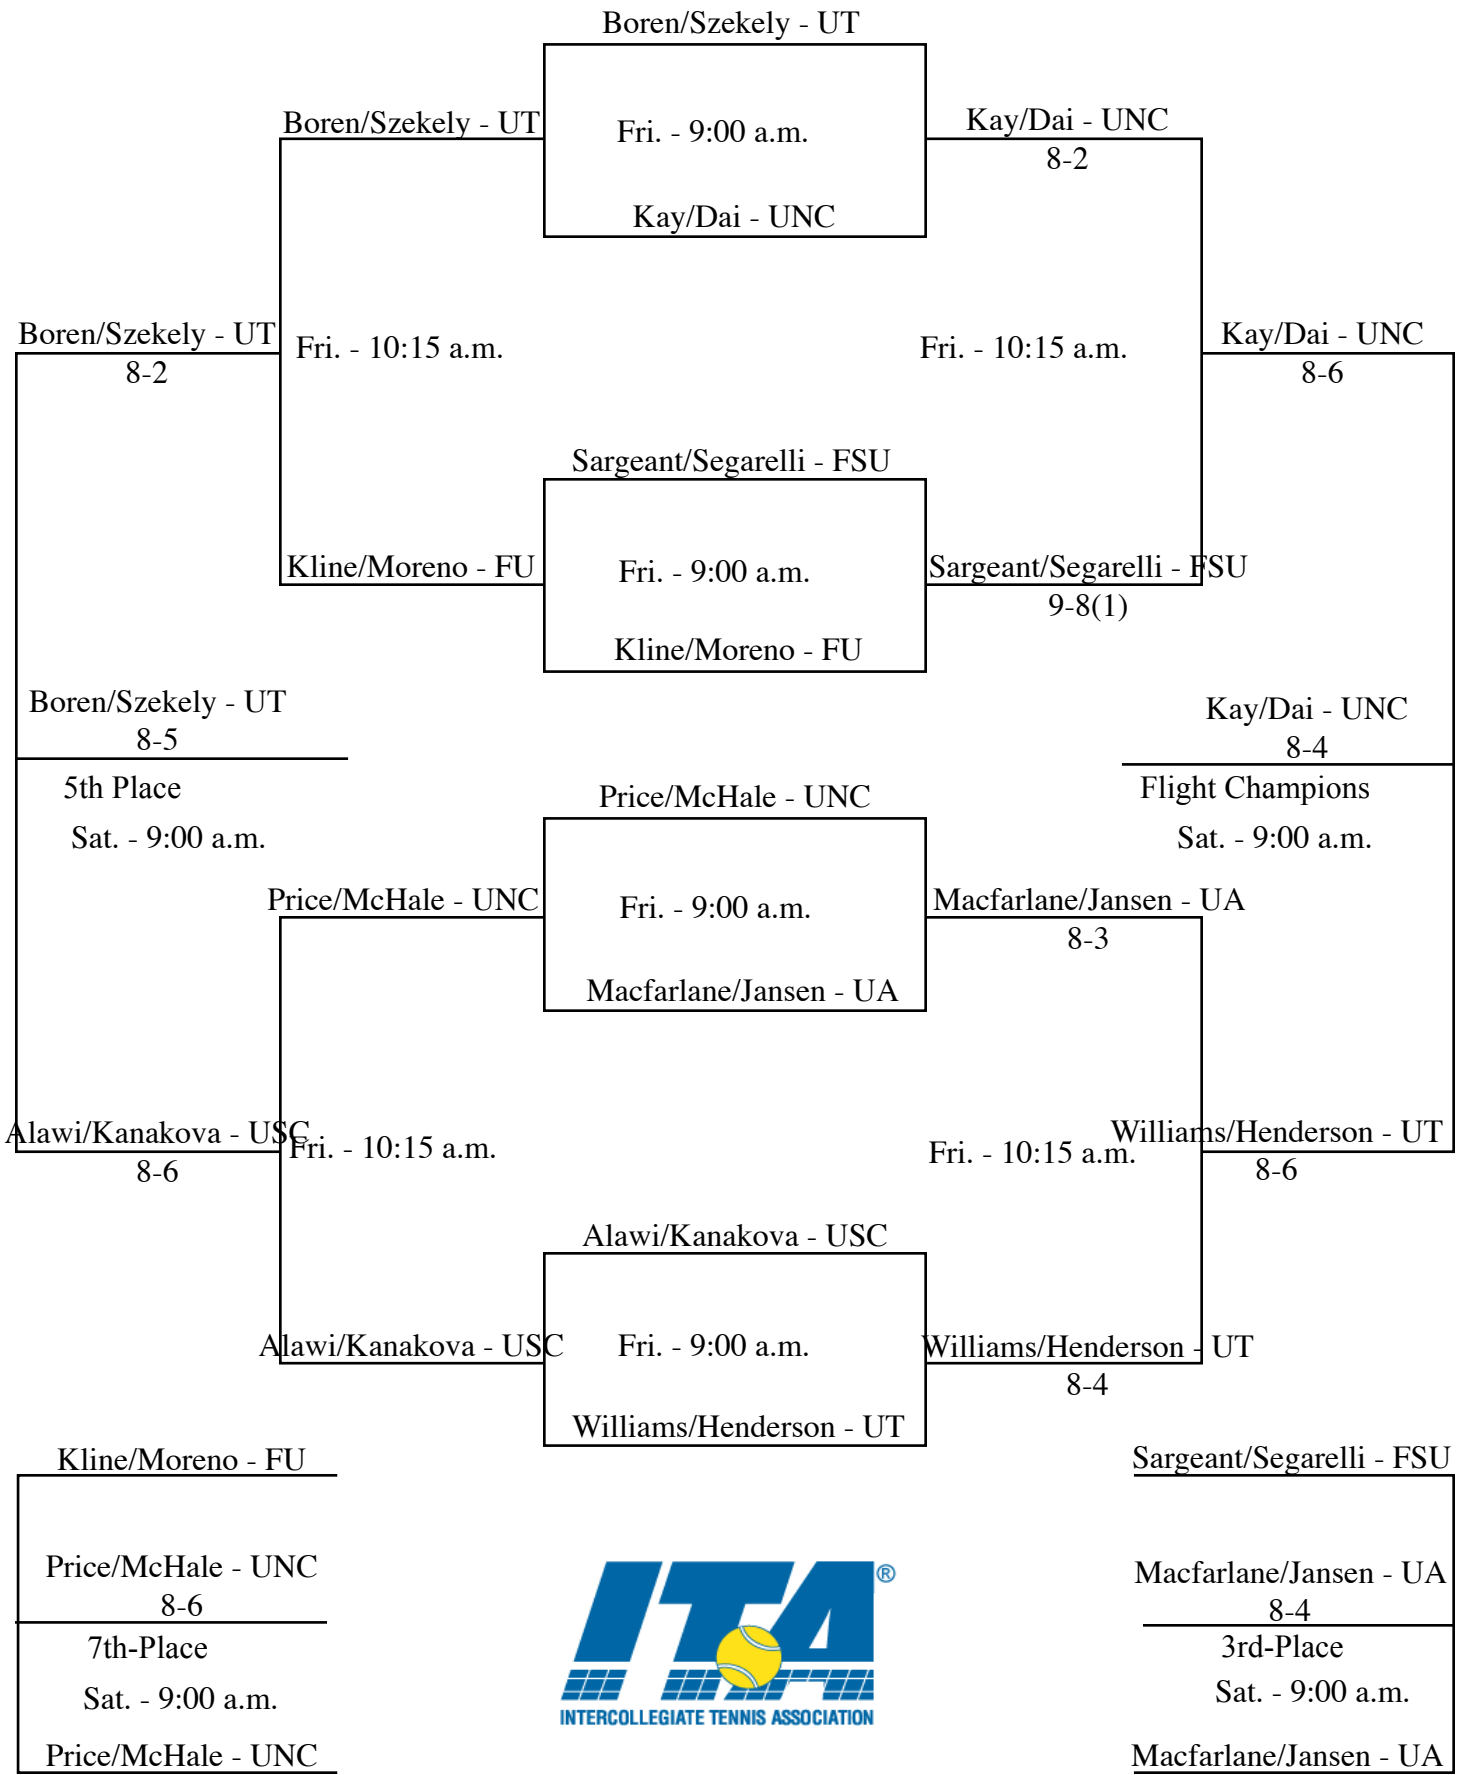 Boren/Szekely - UT
Boren/Szekely - UT
Fri. - 9:00 a.m.
Kay/Dai - UNC
8-2
Kay/Dai - UNC
Boren/Szekely - UT
8-2
Fri. - 10:15 a.m.
Fri. - 10:15 a.m.
Kay/Dai - UNC
8-6
Sargeant/Segarelli - FSU
Kline/Moreno - FU
Fri. - 9:00 a.m.
Sargeant/Segarelli - FSU
9-8(1)
Kline/Moreno - FU
Boren/Szekely - UT
8-5
5th Place
Sat. - 9:00 a.m.
Kay/Dai - UNC
8-4
Flight Champions
Sat. - 9:00 a.m.
Price/McHale - UNC
Price/McHale - UNC
Fri. - 9:00 a.m.
Macfarlane/Jansen - UA
8-3
Macfarlane/Jansen - UA
Alawi/Kanakova - USC
8-6
Fri. - 10:15 a.m.
Fri. - 10:15 a.m.
Williams/Henderson - UT
8-6
Alawi/Kanakova - USC
Alawi/Kanakova - USC
Fri. - 9:00 a.m.
Williams/Henderson - UT
8-4
Williams/Henderson - UT
Kline/Moreno - FU
Price/McHale - UNC
8-6
7th-Place
Sat. - 9:00 a.m.
Price/McHale - UNC
ITA®
INTERCOLLEGIATE TENNIS ASSOCIATION
Sargeant/Segarelli - FSU
Macfarlane/Jansen - UA
8-4
3rd-Place
Sat. - 9:00 a.m.
Macfarlane/Jansen - UA